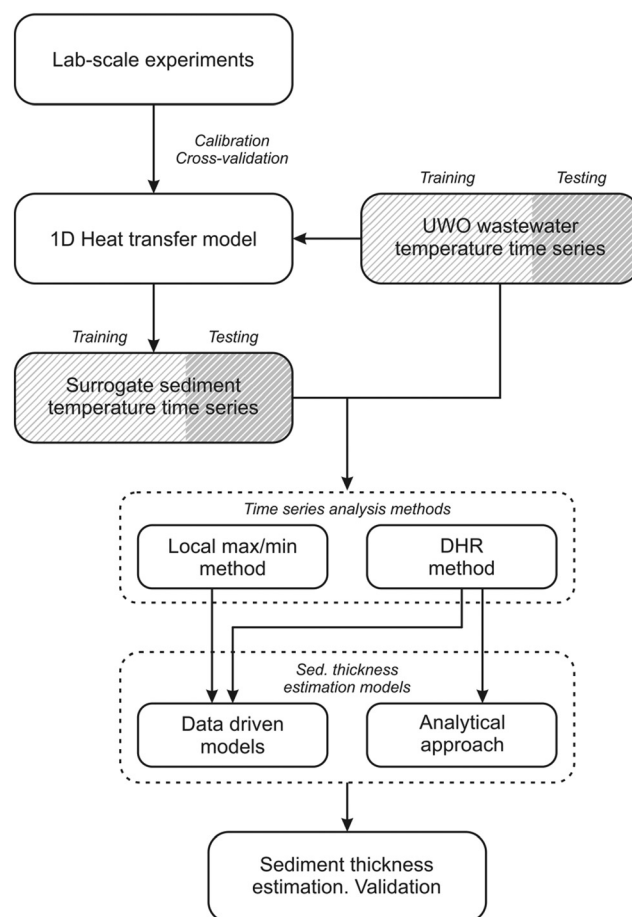 Lab-scale experiments
Calibration
Cross-validation
Training
Testing
1D Heat transfer model
UWO wastewater
temperature time series
Training
Testing
Surrogate sediment
temperature time series
Time series analysis methods
Local max/min
method
DHR
method
Sed. thickness
estimation models
Data driven
models
Analytical
approach
Sediment thickness
estimation. Validation